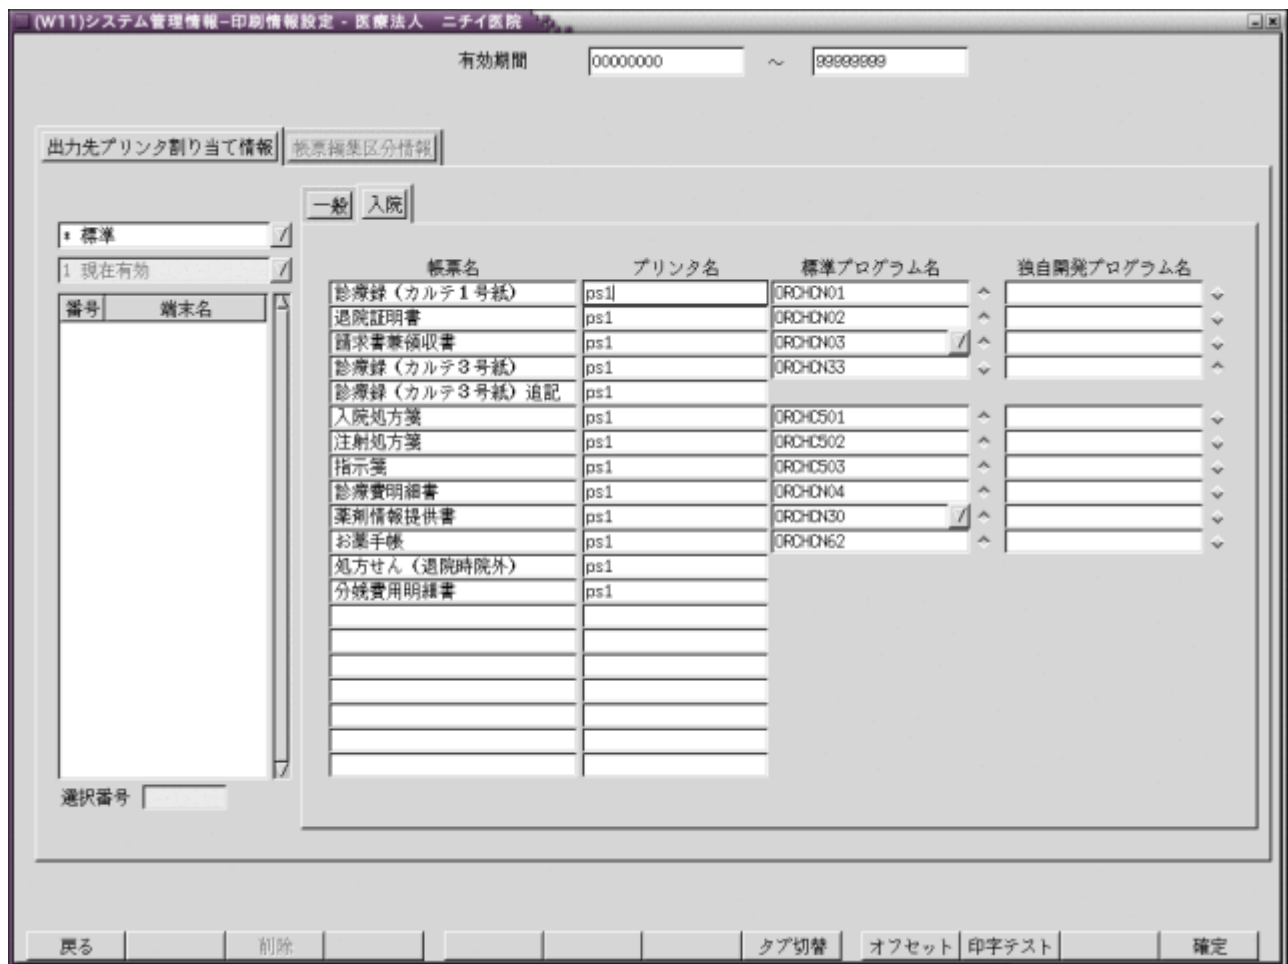 (W11)システム管理情報-印刷情報設定 - 医療法人　ニチイ医院
有効期間 00000000 ～ 99999999
出力先プリンタ割り当て情報 帳票編集区分情報
一般 入院
* 標準
1 現在有効
番号 端末名
選択番号
帳票名 プリンタ名 標準プログラム名 独自開発プログラム名
診療録（カルテ１号紙） ps1 ORCHCN01
退院証明書 ps1 ORCHCN02
請求書兼領収書 ps1 ORCHCN03
診療録（カルテ３号紙） ps1 ORCHCN33
診療録（カルテ３号紙）追記 ps1
入院処方箋 ps1 ORCHC501
注射処方箋 ps1 ORCHC502
指示箋 ps1 ORCHC503
診療費明細書 ps1 ORCHCN04
薬剤情報提供書 ps1 ORCHCN30
お薬手帳 ps1 ORCHCN62
処方せん（退院時院外） ps1
分娩費用明細書 ps1
戻る 削除 タブ切替 オフセット 印字テスト 確定